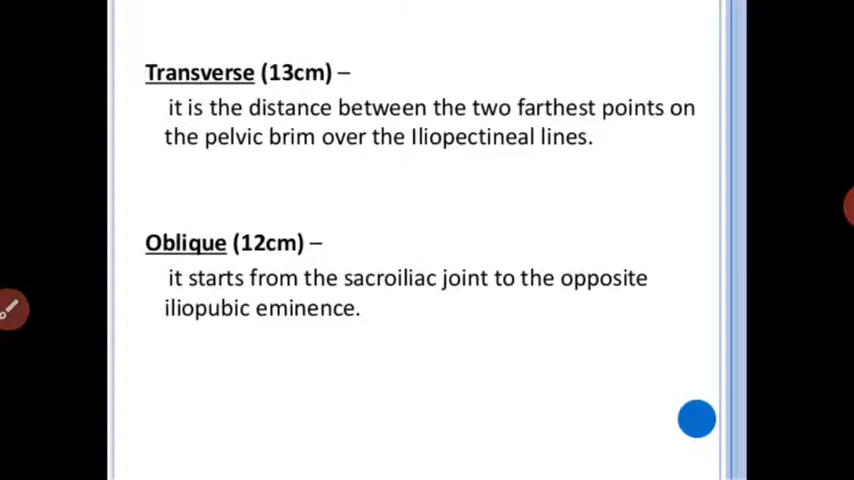 Transverse (13cm) –
it is the distance between the two farthest points on
the pelvic brim over the Iliopectineal lines.
Oblique (12cm) –
it starts from the sacroiliac joint to the opposite
iliopubic eminence.